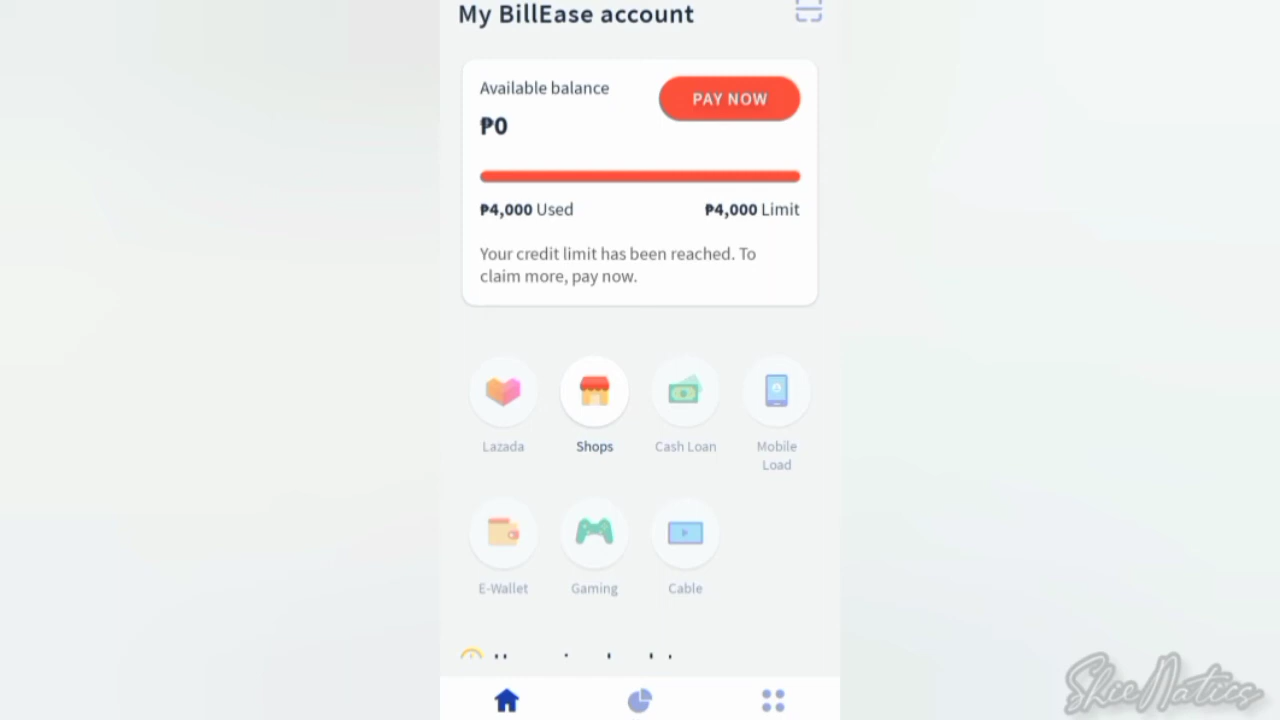 My BillEase account
Available balance
PAY NOW
₱0
₱4,000 Used
₱4,000 Limit
Your credit limit has been reached. To
claim more, pay now.
Lazada
Shops
Cash Loan
Mobile
Load
E-Wallet
Gaming
Cable
SkieNatics